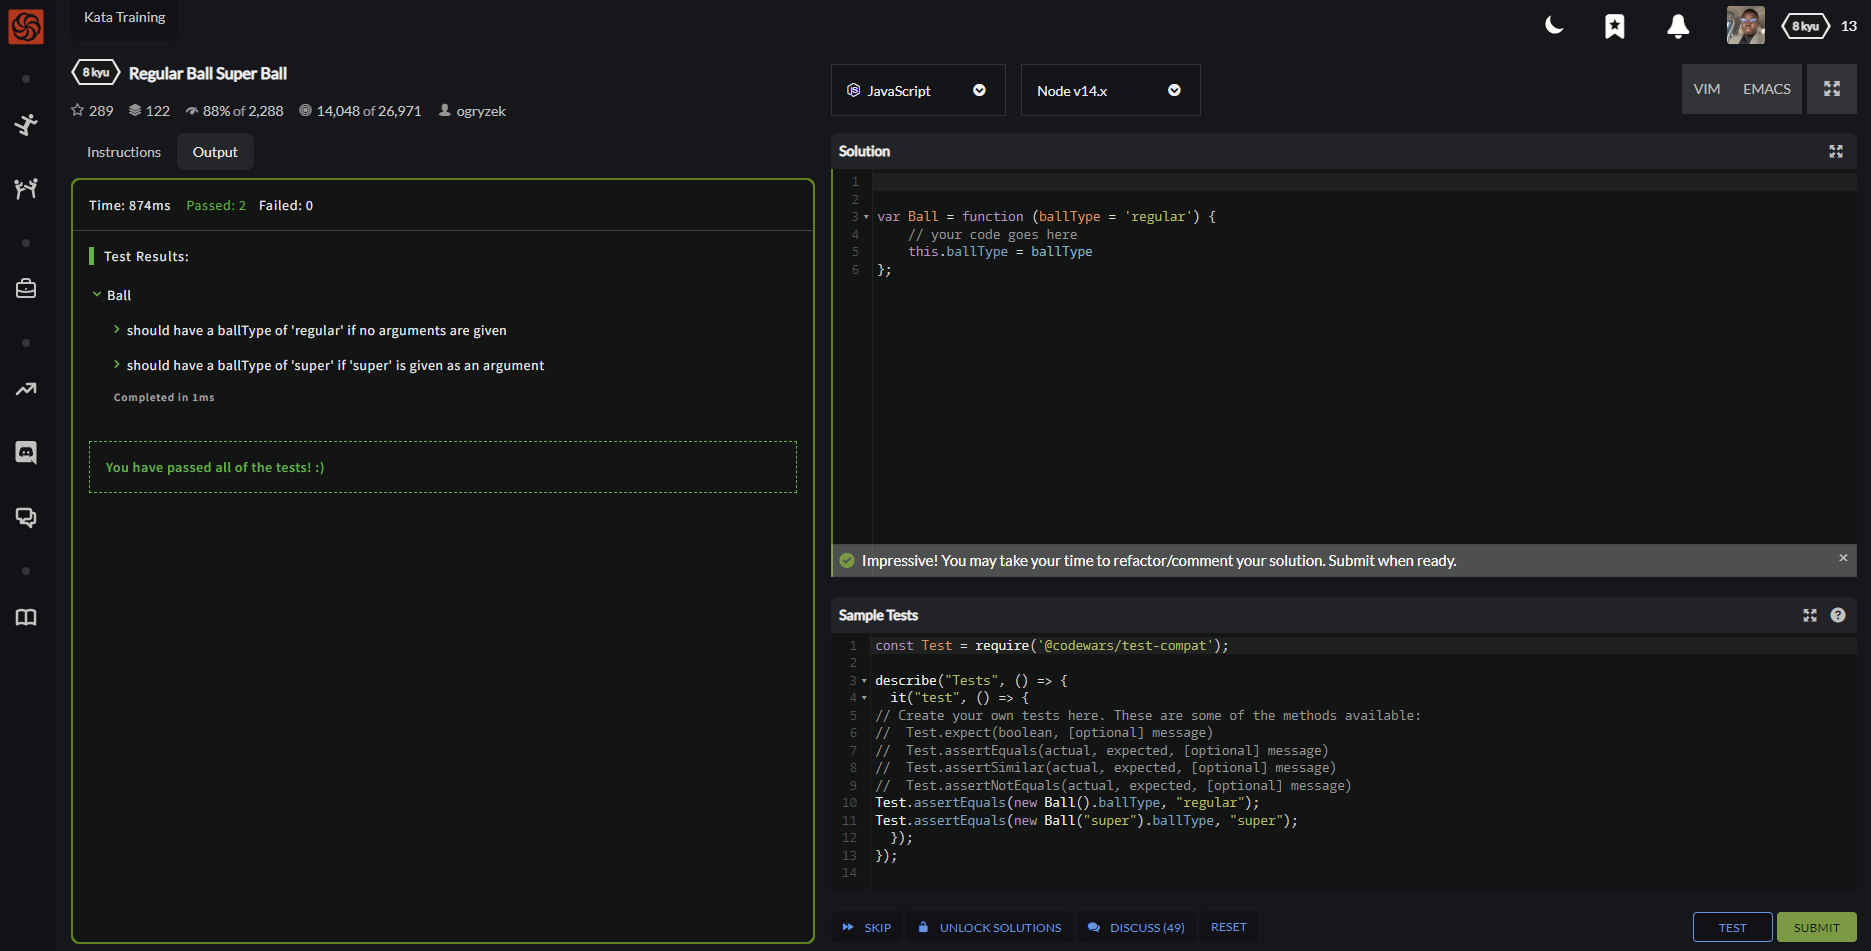 Kata Training
8 kyu 13
8 kyu Regular Ball Super Ball
289 122 88% of 2,288 14,048 of 26,971 ogryzek
Instructions Output
Time: 874ms Passed: 2 Failed: 0
Test Results:
Ball
should have a ballType of 'regular' if no arguments are given
should have a ballType of 'super' if 'super' is given as an argument
Completed in 1ms
You have passed all of the tests! :)
JavaScript Node v14.x VIM EMACS
Solution
1
2
3 var Ball = function (ballType = 'regular') {
4 // your code goes here
5 this.ballType = ballType
6 };
Impressive! You may take your time to refactor/comment your solution. Submit when ready. ×
Sample Tests
1 const Test = require('@codewars/test-compat');
2
3 describe("Tests", () => {
4 it("test", () => {
5 // Create your own tests here. These are some of the methods available:
6 // Test.expect(boolean, [optional] message)
7 // Test.assertEquals(actual, expected, [optional] message)
8 // Test.assertSimilar(actual, expected, [optional] message)
9 // Test.assertNotEquals(actual, expected, [optional] message)
10 Test.assertEquals(new Ball().ballType, "regular");
11 Test.assertEquals(new Ball("super").ballType, "super");
12 });
13 });
14
SKIP UNLOCK SOLUTIONS DISCUSS (49) RESET TEST SUBMIT